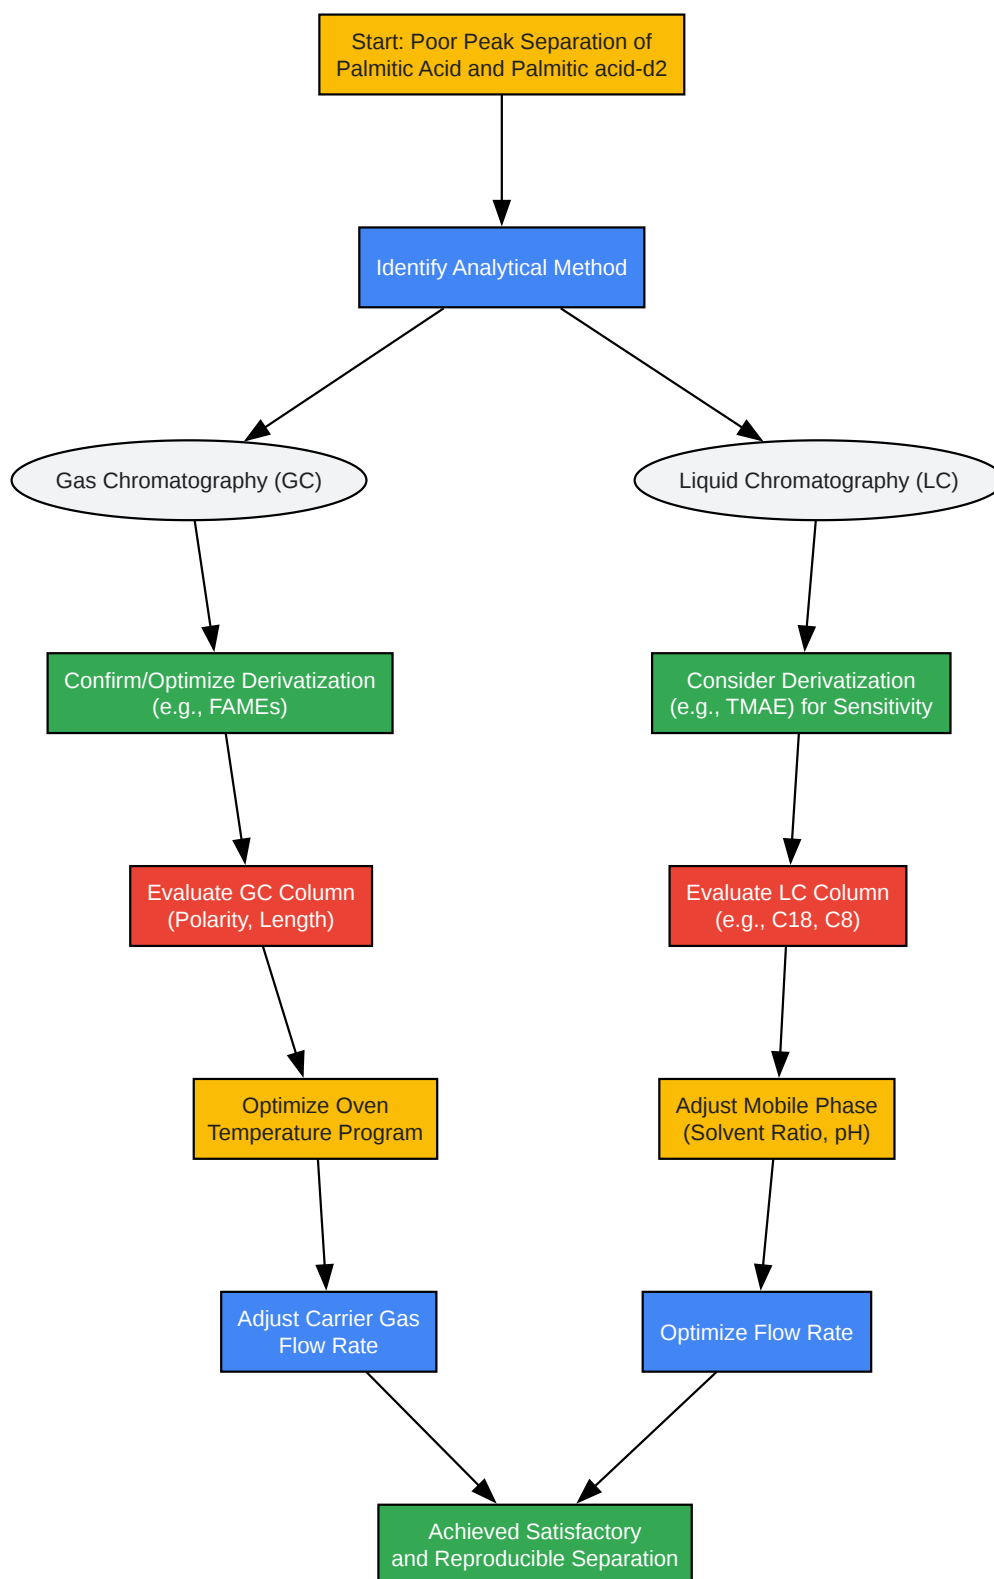 Start: Poor Peak Separation of
Palmitic Acid and Palmitic acid-d2
Identify Analytical Method
Gas Chromatography (GC)
Liquid Chromatography (LC)
Confirm/Optimize Derivatization
(e.g., FAMEs)
Consider Derivatization
(e.g., TMAE) for Sensitivity
Evaluate GC Column
(Polarity, Length)
Evaluate LC Column
(e.g., C18, C8)
Optimize Oven
Temperature Program
Adjust Mobile Phase
(Solvent Ratio, pH)
Adjust Carrier Gas
Flow Rate
Optimize Flow Rate
Achieved Satisfactory
and Reproducible Separation